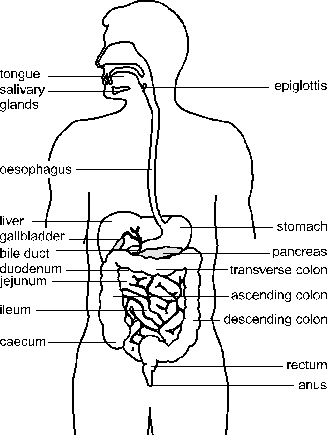 tongue
salivary
glands
epiglottis
oesophagus
liver
gallbladder
bile duct
duodenum
jejunum
ileum
caecum
stomach
pancreas
transverse colon
ascending colon
descending colon
rectum
anus